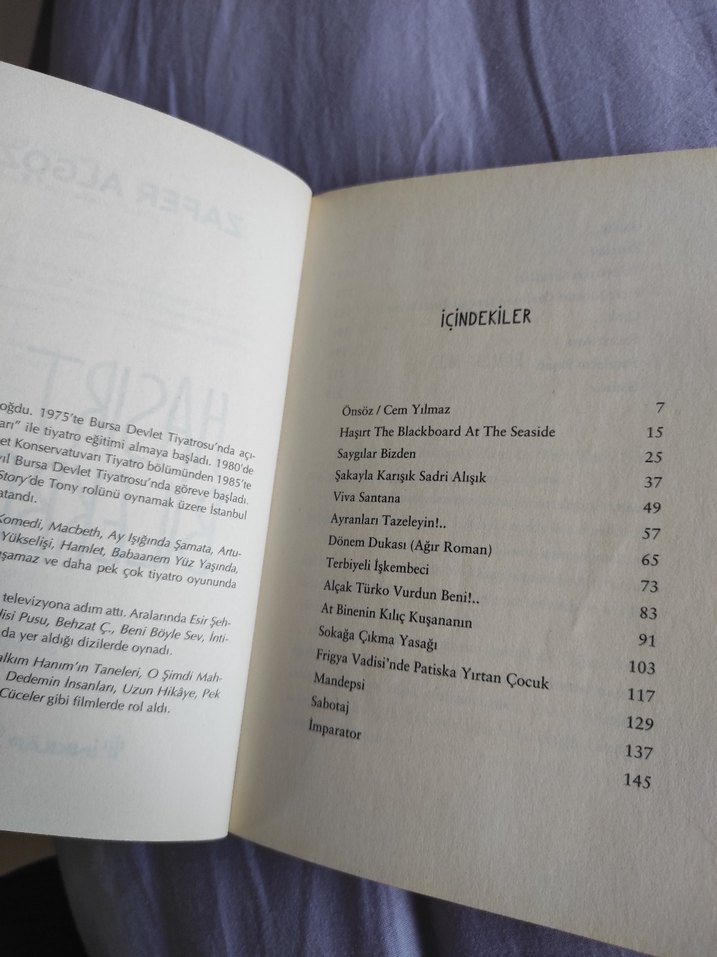 oğdu. 1975'te Bursa Devlet Tiyatrosu'nda açı-
arı" ile tiyatro eğitimi almaya başladı. 1980'de
et Konservatuvarı Tiyatro bölümünden 1985'te
yıl Bursa Devlet Tiyatrosu'nda göreve başladı.
Story'de Tony rolünü oynamak üzere İstanbul
atandı.
Komedi, Macbeth, Ay Işığında Şamata, Artu-
Yükselişi, Hamlet, Babaanem Yüz Yaşında,
şamaz ve daha pek çok tiyatro oyununda
televizyona adım attı. Aralarında Esir Şeh-
disi Pusu, Behzat Ç., Beni Böyle Sev, İnti-
da yer aldığı dizilerde oynadı.
alkım Hanım'ın Taneleri, O Şimdi Mah-
Dedemin İnsanları, Uzun Hikâye, Pek
Cüceler gibi filmlerde rol aldı.
İÇİNDEKİLER
Önsöz / Cem Yılmaz 7
Haşırt The Blackboard At The Seaside 15
Saygılar Bizden 25
Şakayla Karışık Sadri Alışık 37
Viva Santana 49
Ayranları Tazeleyin!.. 57
Dönem Dukası (Ağır Roman) 65
Terbiyeli İşkembeci 73
Alçak Türko Vurdun Beni!.. 83
At Binenin Kılıç Kuşananın 91
Sokağa Çıkma Yasağı 103
Frigya Vadisi'nde Patiska Yırtan Çocuk 117
Mandepsi 129
Sabotaj 137
İmparator 145